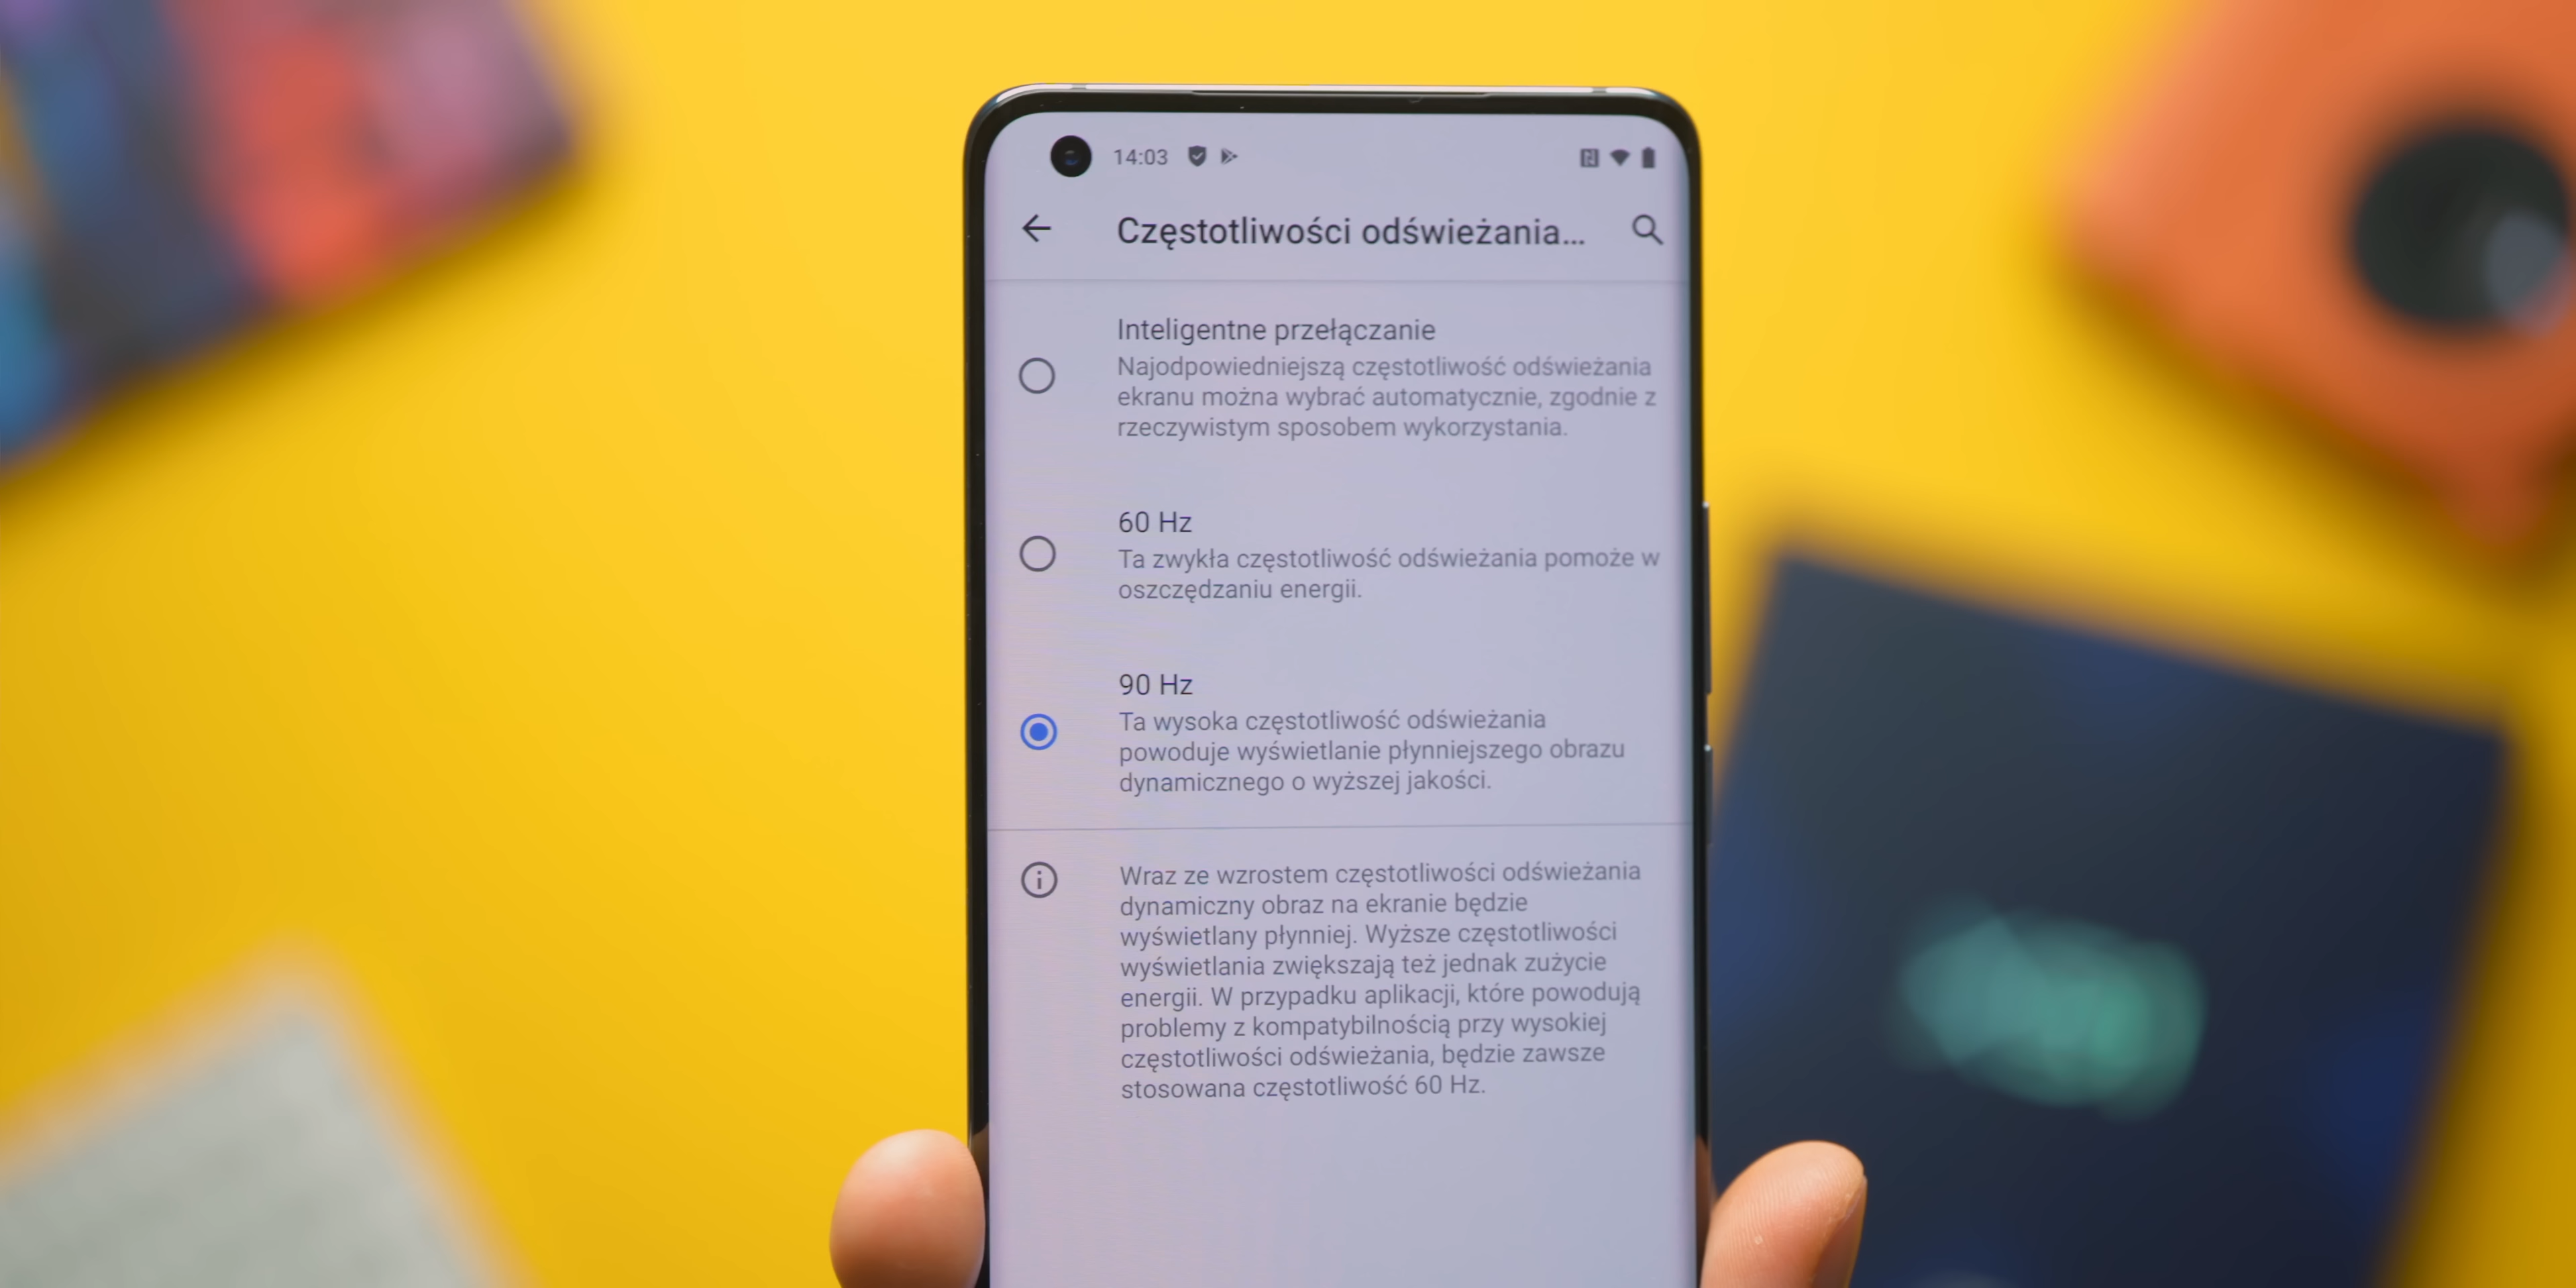 14:03
Częstotliwości odświeżania...
Inteligentne przełączanie
Najodpowiedniejszą częstotliwość odświeżania
ekranu można wybrać automatycznie, zgodnie z
rzeczywistym sposobem wykorzystania.
60 Hz
Ta zwykła częstotliwość odświeżania pomoże w
oszczędzaniu energii.
90 Hz
Ta wysoka częstotliwość odświeżania
powoduje wyświetlanie płynniejszego obrazu
dynamicznego o wyższej jakości.
Wraz ze wzrostem częstotliwości odświeżania
dynamiczny obraz na ekranie będzie
wyświetlany płynniej. Wyższe częstotliwości
wyświetlania zwiększają też jednak zużycie
energii. W przypadku aplikacji, które powodują
problemy z kompatybilnością przy wysokiej
częstotliwości odświeżania, będzie zawsze
stosowana częstotliwość 60 Hz.